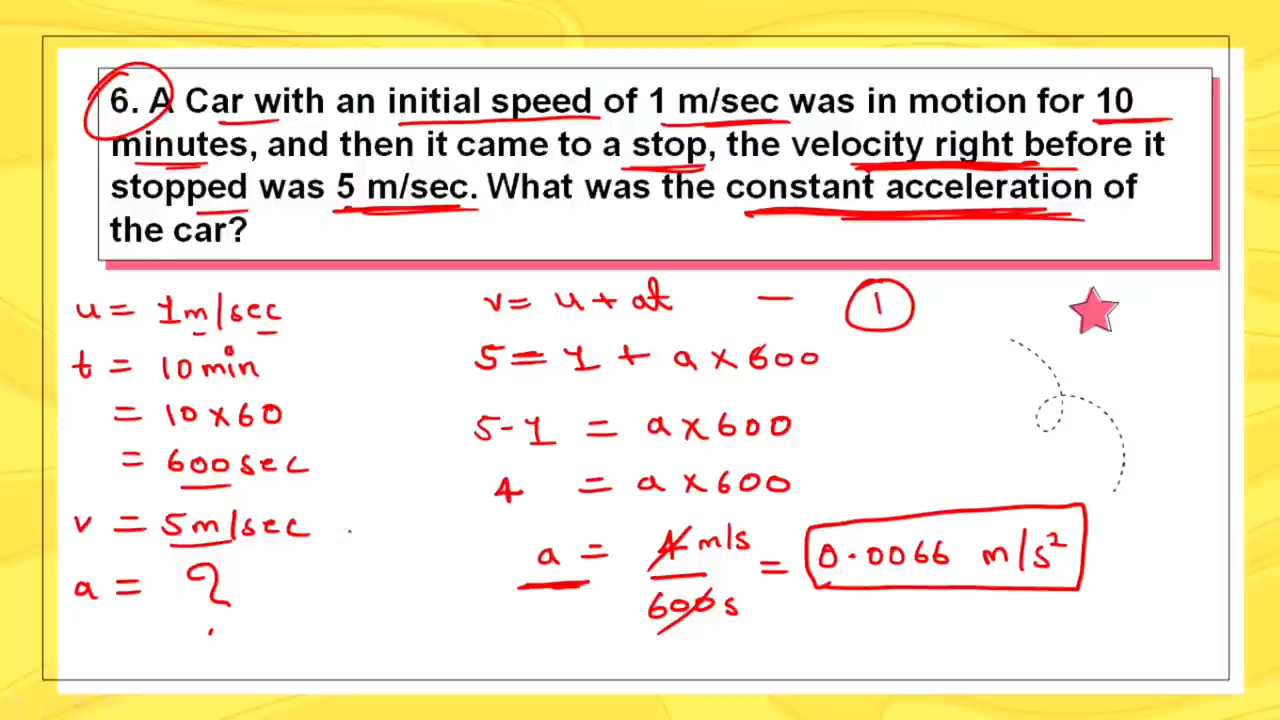 6. A Car with an initial speed of 1 m/sec was in motion for 10
minutes, and then it came to a stop, the velocity right before it
stopped was 5 m/sec. What was the constant acceleration of
the car?
u = 1m/sec
t = 10min
= 10 x 60
= 600sec
v = 5m/sec
a = ?
v = u + at — 1
5 = 1 + a x 600
5 - 1 = a x 600
4 = a x 600
a = 4 m/s / 600 s = 0.0066 m/s²